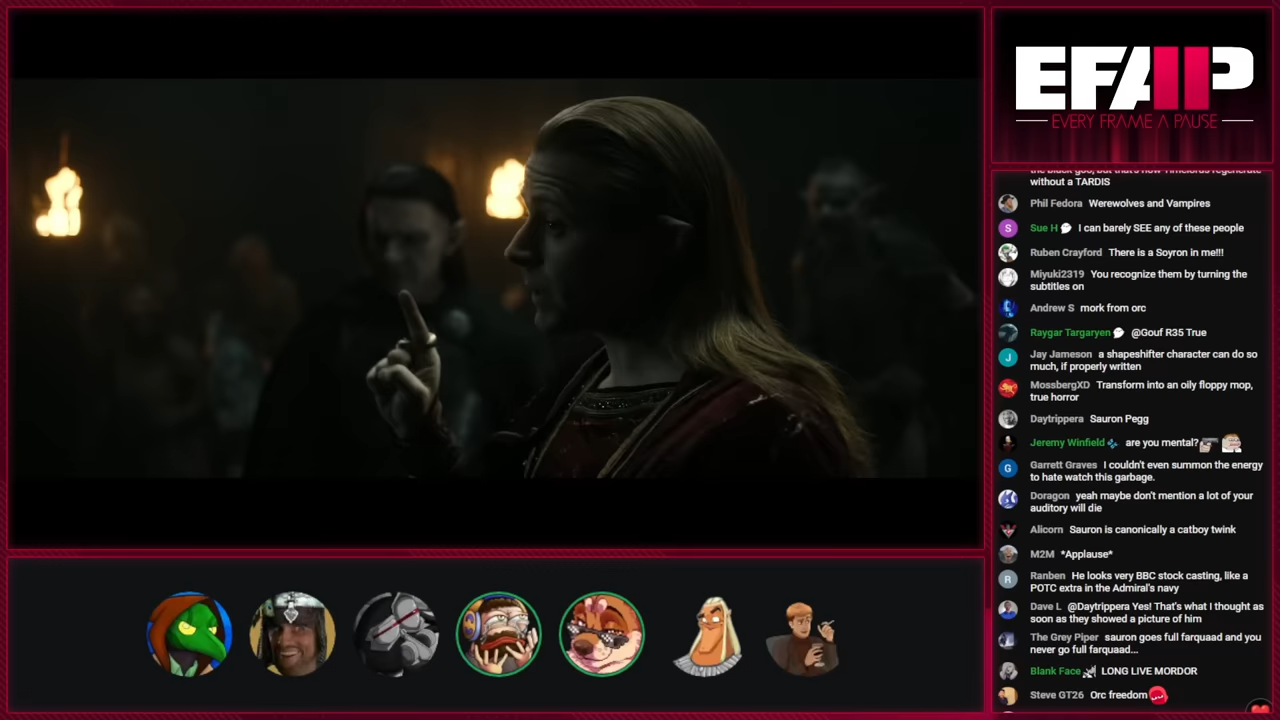 EFAP
EVERY FRAME A PAUSE
without a TARDIS
Phil Fedora Werewolves and Vampires
S
Sue H I can barely SEE any of these people
Ruben Crayford There is a Soyron in me!!!
Miyuki2319 You recognize them by turning the
subtitles on
Andrew S mork from orc
Raygar Targaryen @Gouf R35 True
J
Jay Jameson a shapeshifter character can do so
much, if properly written
MossbergXD Transform into an oily floppy mop,
true horror
Daytrippera Sauron Pegg
Jeremy Winfield are you mental?
G
Garrett Graves I couldn't even summon the energy
to hate watch this garbage.
Doragon yeah maybe don't mention a lot of your
auditory will die
Alicorn Sauron is canonically a catboy twink
M2M *Applause*
R
Ranben He looks very BBC stock casting, like a
POTC extra in the Admiral's navy
Dave L @Daytrippera Yes! That's what I thought as
soon as they showed a picture of him
The Grey Piper sauron goes full farquaad and you
never go full farquaad...
Blank Face LONG LIVE MORDOR
Steve GT26 Orc freedom